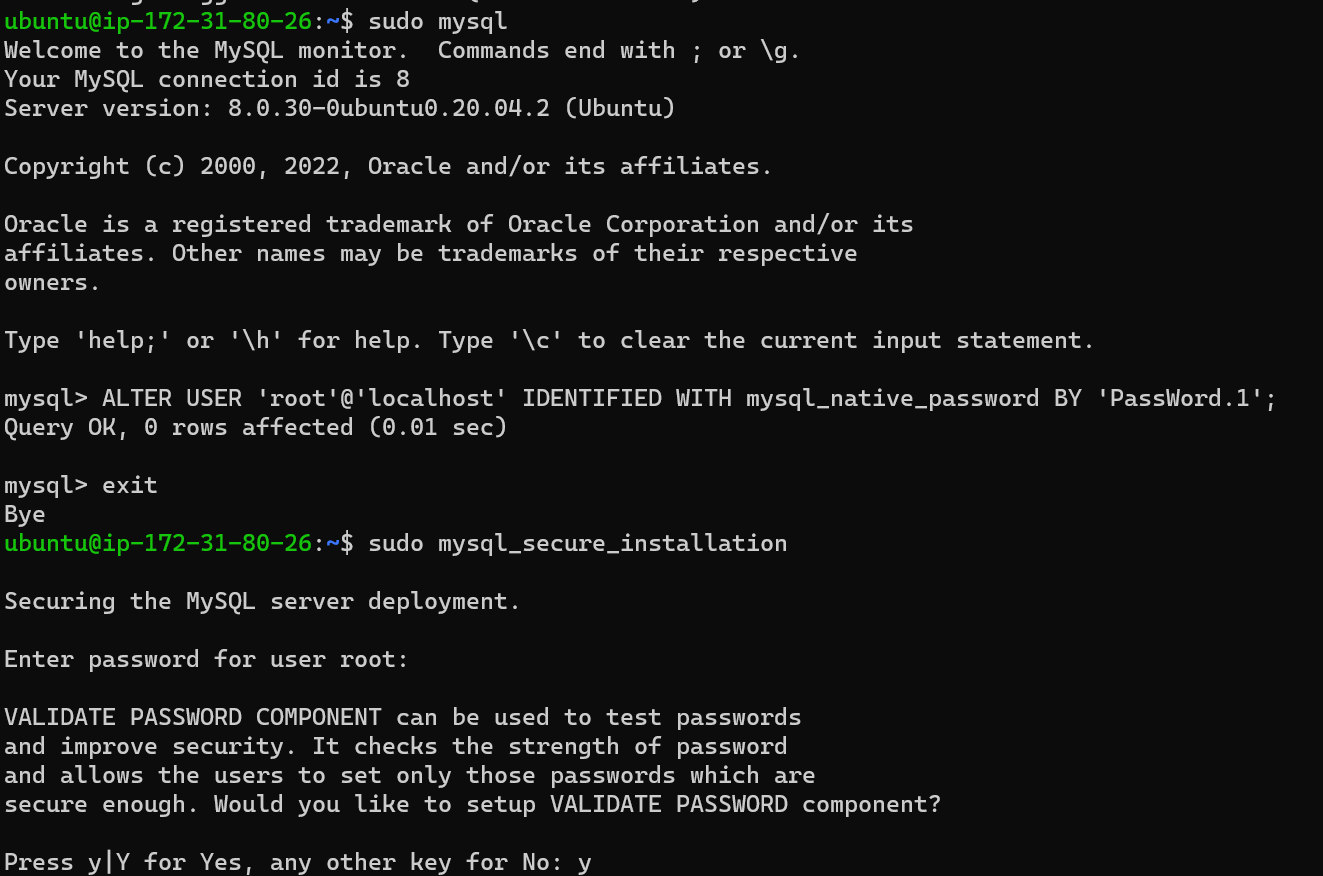 ubuntu@ip-172-31-80-26:~$ sudo mysql
Welcome to the MySQL monitor.  Commands end with ; or \g.
Your MySQL connection id is 8
Server version: 8.0.30-0ubuntu0.20.04.2 (Ubuntu)
Copyright (c) 2000, 2022, Oracle and/or its affiliates.
Oracle is a registered trademark of Oracle Corporation and/or its
affiliates. Other names may be trademarks of their respective
owners.
Type 'help;' or '\h' for help. Type '\c' to clear the current input statement.
mysql> ALTER USER 'root'@'localhost' IDENTIFIED WITH mysql_native_password BY 'PassWord.1';
Query OK, 0 rows affected (0.01 sec)
mysql> exit
Bye
ubuntu@ip-172-31-80-26:~$ sudo mysql_secure_installation
Securing the MySQL server deployment.
Enter password for user root:
VALIDATE PASSWORD COMPONENT can be used to test passwords
and improve security. It checks the strength of password
and allows the users to set only those passwords which are
secure enough. Would you like to setup VALIDATE PASSWORD component?
Press y|Y for Yes, any other key for No: y